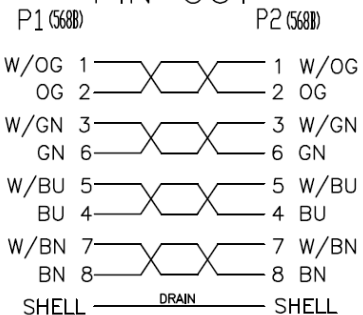 P1 (568B) P2 (568B)
W/OG 1 1 W/OG
OG 2 2 OG
W/GN 3 3 W/GN
GN 6 6 GN
W/BU 5 5 W/BU
BU 4 4 BU
W/BN 7 7 W/BN
BN 8 8 BN
SHELL DRAIN SHELL